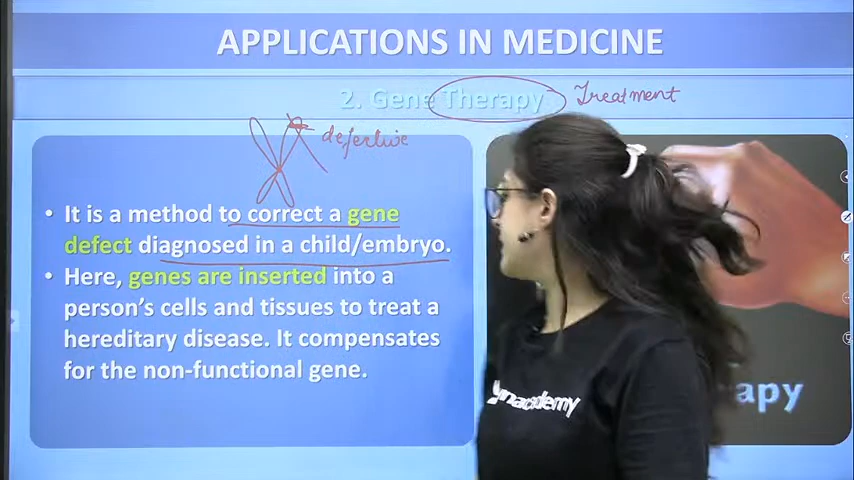 APPLICATIONS IN MEDICINE
2. Gene Therapy Treatment
defective
• It is a method to correct a gene
defect diagnosed in a child/embryo.
• Here, genes are inserted into a
person's cells and tissues to treat a
hereditary disease. It compensates
for the non-functional gene.
apy
unacademy